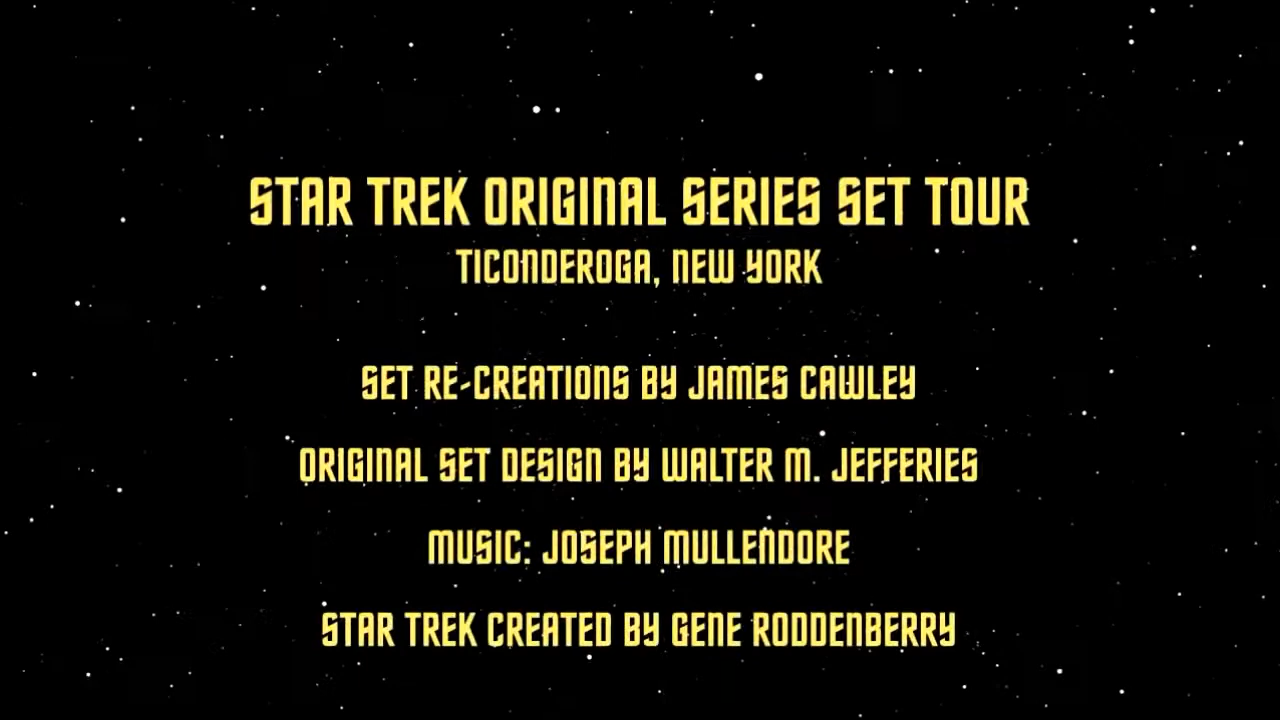 STAR TREK ORIGINAL SERIES SET TOUR
TICONDEROGA, NEW YORK
SET RE-CREATIONS BY JAMES CAWLEY
ORIGINAL SET DESIGN BY WALTER M. JEFFERIES
MUSIC: JOSEPH MULLENDORE
STAR TREK CREATED BY GENE RODDENBERRY